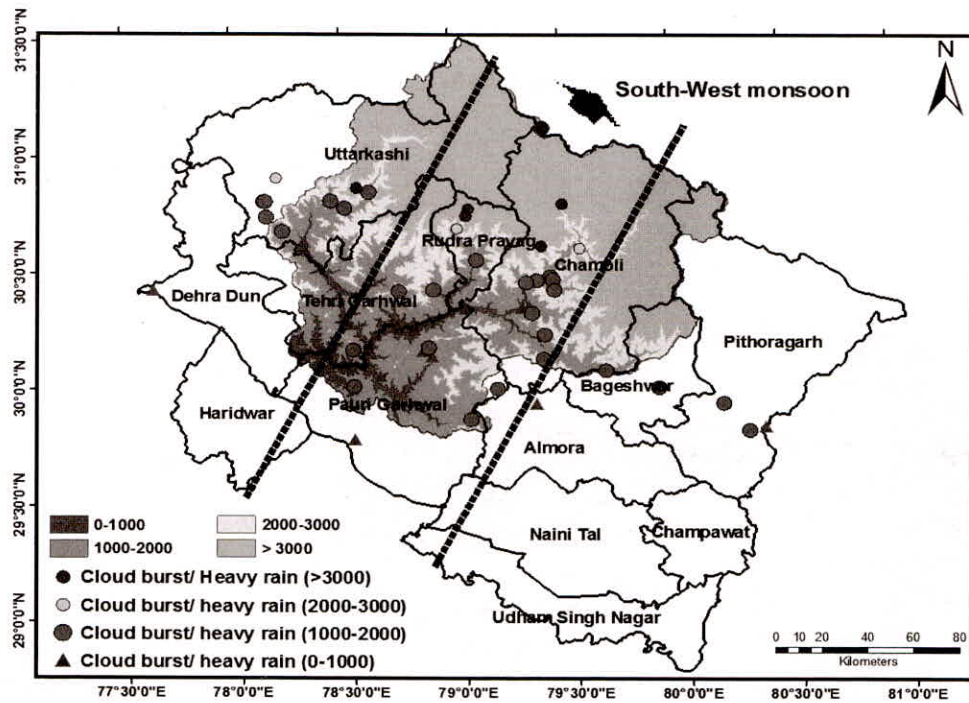 N
South-West monsoon
Uttarkashi
Rudra Prayag
Chamoli
Dehra Dun
Tehri Garhwal
Pithoragarh
Bageshwar
Haridwar
Pauri Garhwal
Almora
Naini Tal
Champawat
Udham Singh Nagar
0-1000
2000-3000
1000-2000
> 3000
Cloud burst/ Heavy rain (>3000)
Cloud burst/ heavy rain (2000-3000)
Cloud burst/ heavy rain (1000-2000)
Cloud burst/ heavy rain (0-1000)
0 10 20 40 60 80
Kilometers
31°30'0"N
31°0'0"N
30°30'0"N
30°0'0"N
29°30'0"N
29°0'0"N
77°30'0"E
78°0'0"E
78°30'0"E
79°0'0"E
79°30'0"E
80°0'0"E
80°30'0"E
81°0'0"E